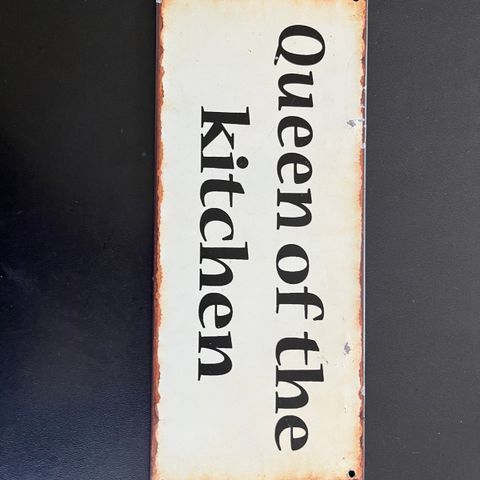 Queen of the
kitchen